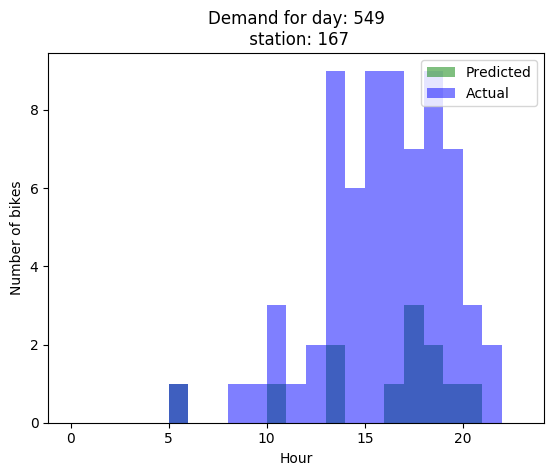 Demand for day: 549
station: 167
Predicted
Actual
Number of bikes
8
6
4
2
0
0
5
10
15
20
Hour